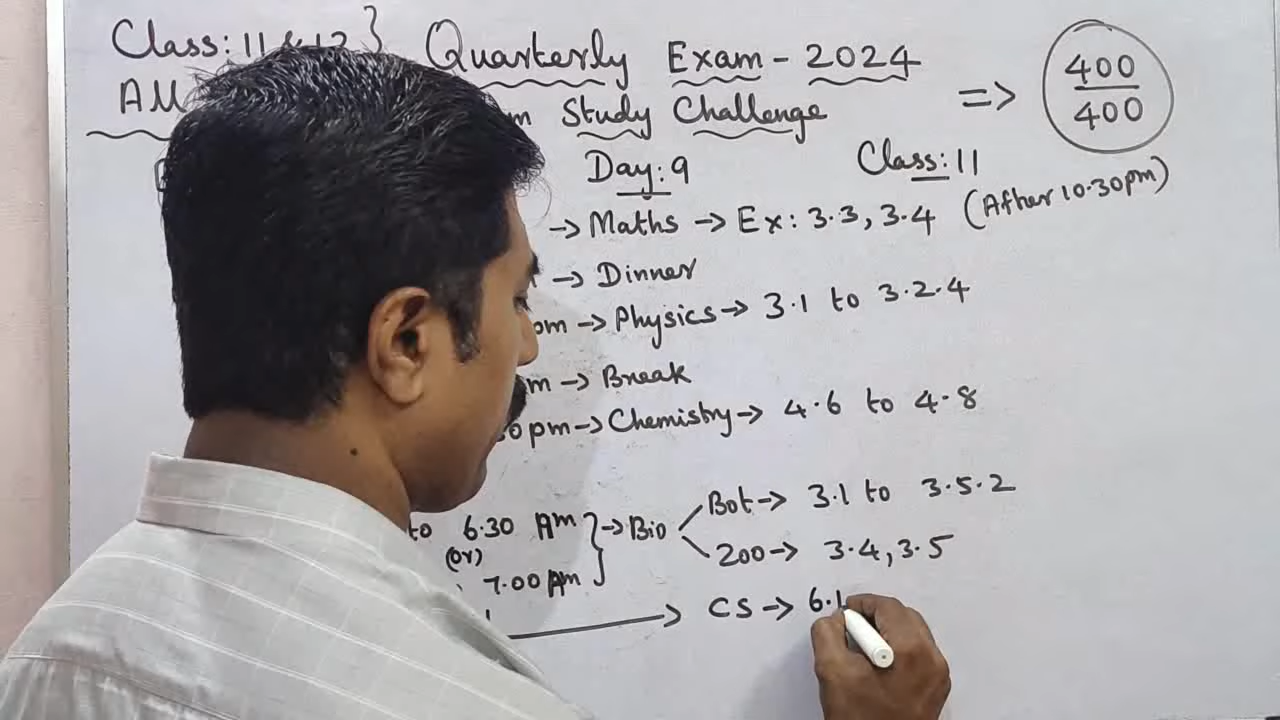 Class: 11 & 12 } Quarterly Exam - 2024
Study Challenge => 400/400
Day: 9 Class: 11
-> Maths -> Ex: 3.3, 3.4 (After 10.30pm)
-> Dinner
pm -> Physics -> 3.1 to 3.2.4
m -> Break
30pm -> Chemistry -> 4.6 to 4.8
to 6.30 Am } -> Bio Bot -> 3.1 to 3.5.2
(or) Zoo -> 3.4, 3.5
7.00 Am
-> CS -> 6.1